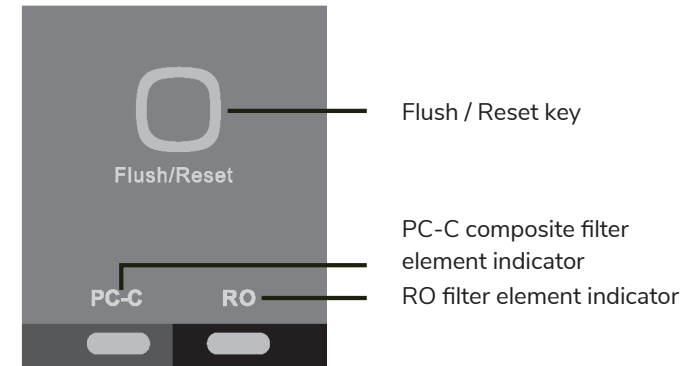 Flush / Reset key
Flush/Reset
PC-C composite filter
element indicator
PC-C
RO
RO filter element indicator